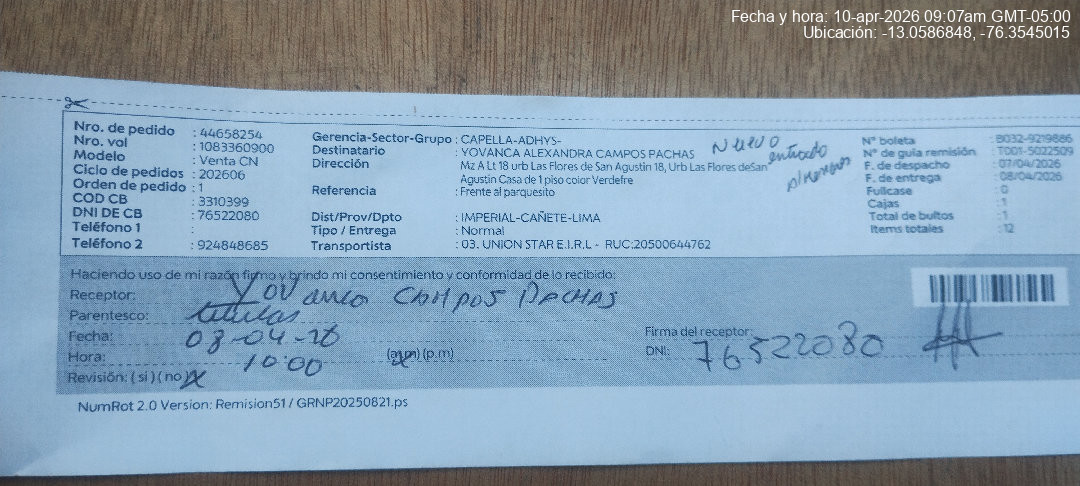 Fecha y hora: 10-apr-2026 09:07am GMT-05:00
Ubicación: -13.0586848, -76.3545015
Nro. de pedido : 44658254
Nro. vol : 1083360900
Modelo : Venta CN
Ciclo de pedidos : 202606
Orden de pedido : 1
COD CB : 3310399
DNI DE CB : 76522080
Teléfono 1 :
Teléfono 2 : 924848685
Gerencia-Sector-Grupo : CAPELLA-ADHYS-
Destinatario : YOVANCA ALEXANDRA CAMPOS PACHAS
Dirección : Mz A Lt 18 urb Las Flores de San Agustin 18, Urb Las Flores deSan
Agustin Casa de 1 piso color Verdefre
Referencia : Frente al parquesito
Dist/Prov/Dpto : IMPERIAL-CAÑETE-LIMA
Tipo / Entrega : Normal
Transportista : 03. UNION STAR E.I.R.L - RUC:20500644762
Nuevo
Nº boleta : B032-9219886
Nº de guia remisión : T001-5022509
F. de despacho : 07/04/2026
F. de entrega : 08/04/2026
Fullcase : 0
Cajas : 1
Total de bultos : 1
Items totales : 12
Haciendo uso de mi razón firmo y brindo mi consentimiento y conformidad de lo recibido:
Receptor: Yovanca Campos Pachas
Parentesco: titular
Fecha: 08-04-26
Hora: 10:00 (a.m) (p.m)
Revisión: ( si ) ( no ) x
Firma del receptor:
DNI: 76522080
NumRot 2.0 Version: Remision51 / GRNP20250821.ps